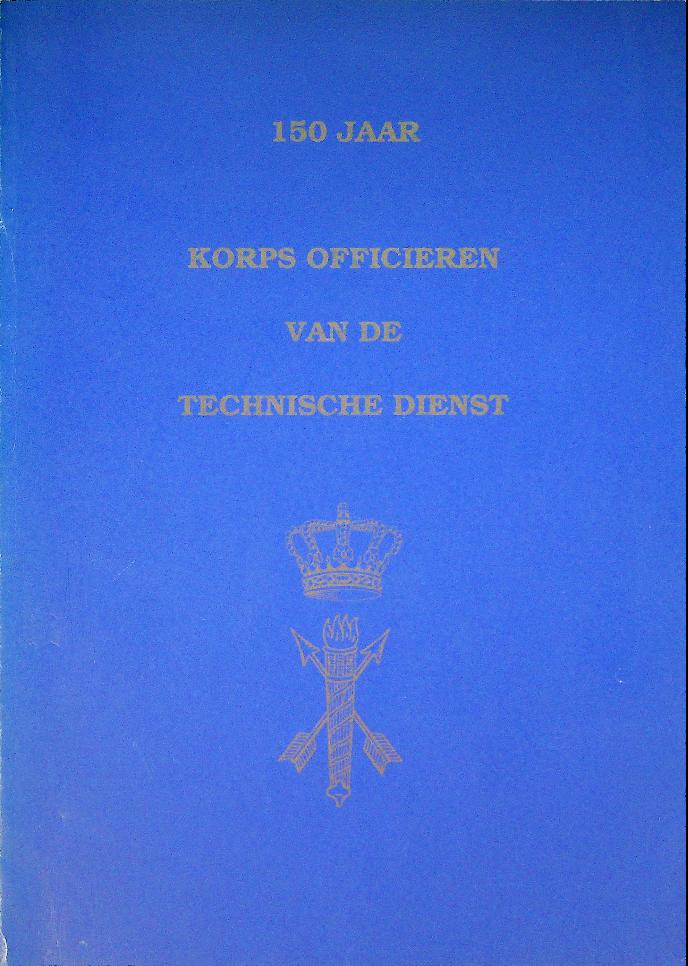 150 JAAR
KORPS OFFICIEREN
VAN DE
TECHNISCHE DIENST